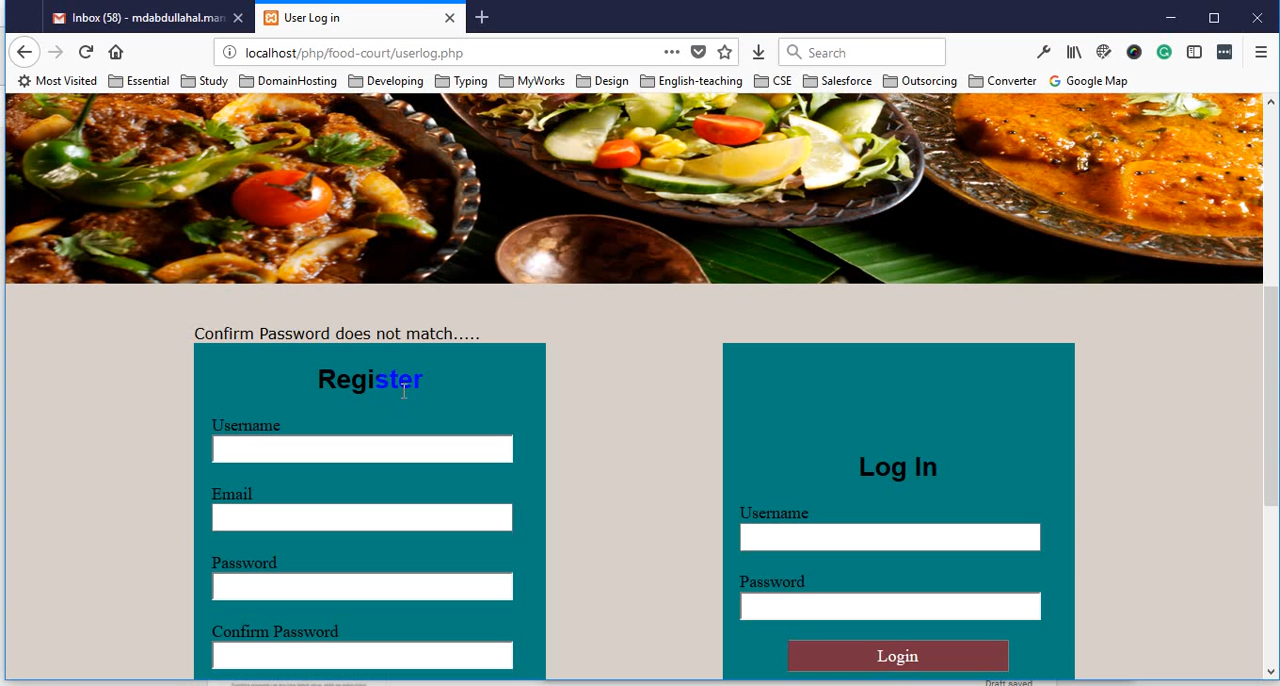 Inbox (58) - mdabdullahal.mar
User Log in
localhost/php/food-court/userlog.php
Search
Most Visited
Essential
Study
DomainHosting
Developing
Typing
MyWorks
Design
English-teaching
CSE
Salesforce
Outsorcing
Converter
Google Map
Confirm Password does not match.....
Register
Username
Email
Password
Confirm Password
Log In
Username
Password
Login
Draft saved